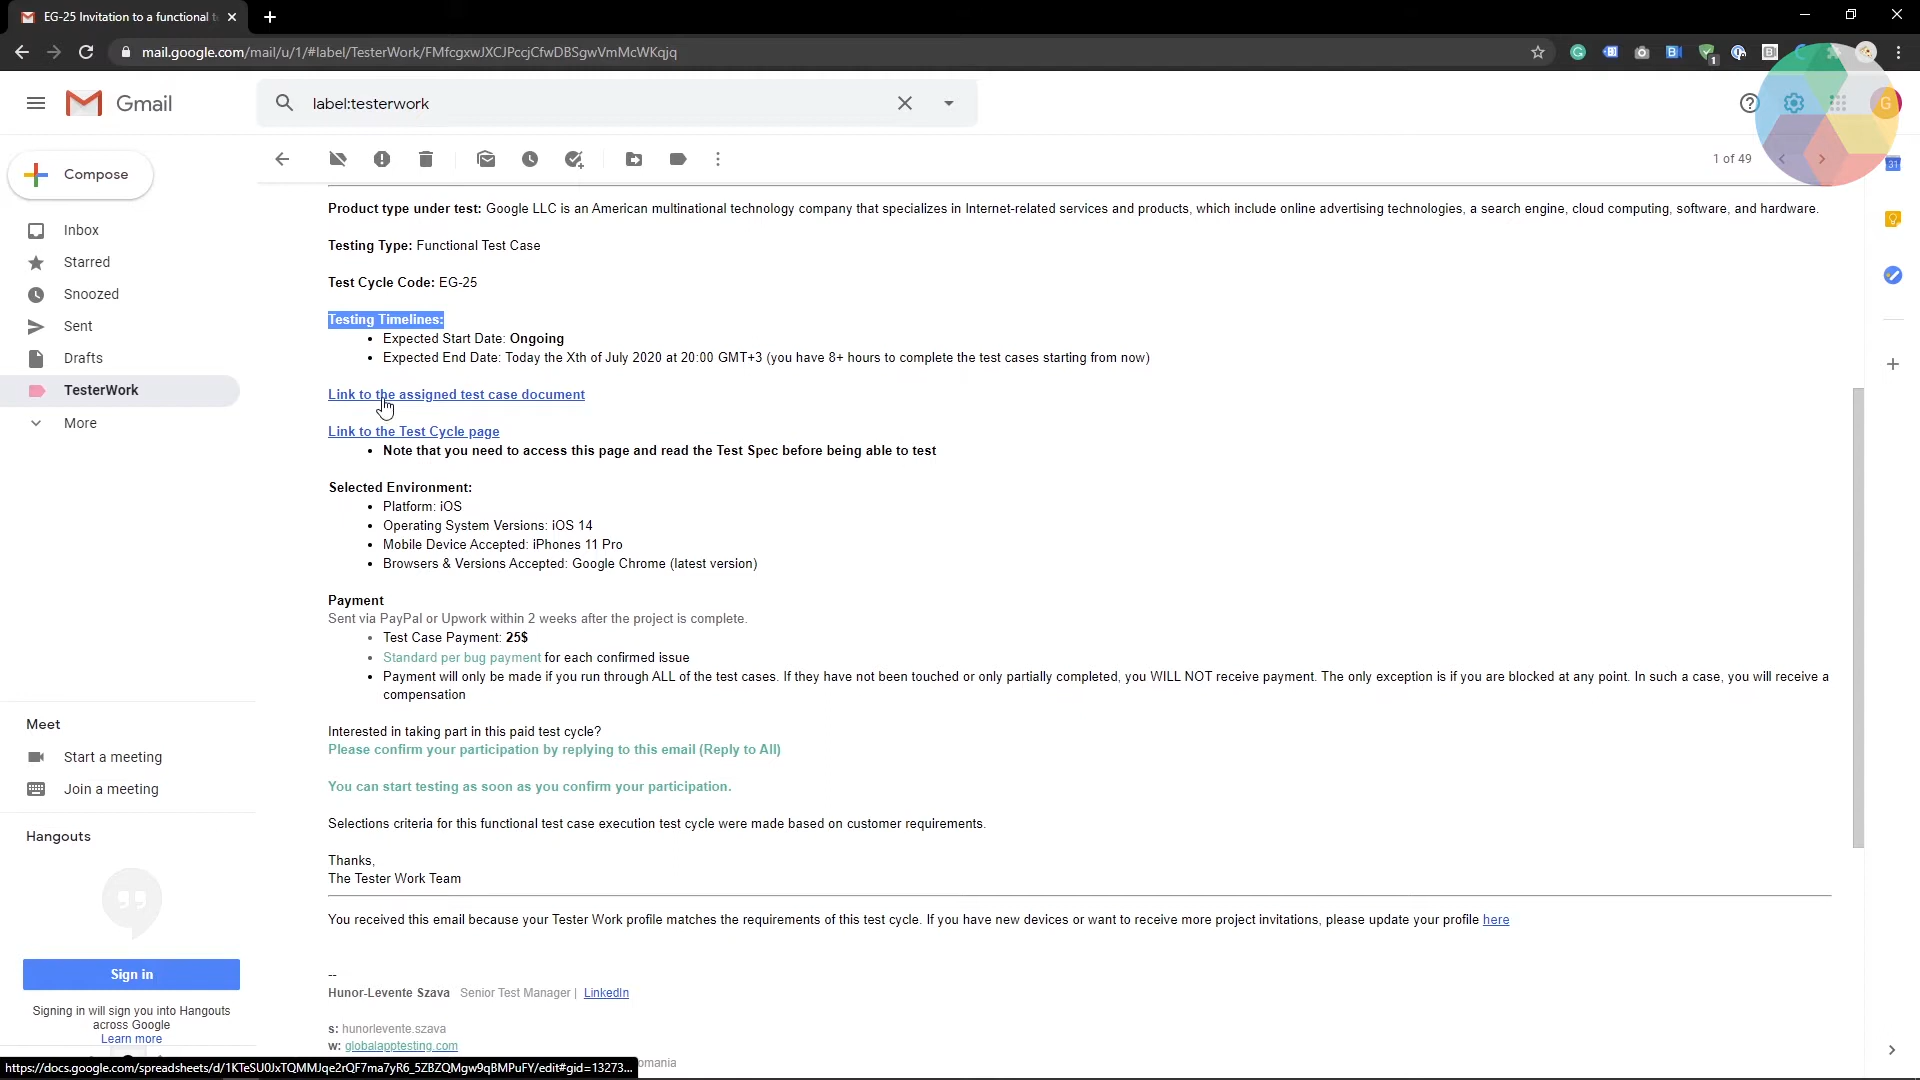 EG-25 Invitation to a functional t
mail.google.com/mail/u/1/#label/TesterWork/FMfcgxwJXCJPccjCfwDBSgwVmMcWKqjq
Gmail
label:testerwork
1 of 49
Compose
Inbox
Starred
Snoozed
Sent
Drafts
TesterWork
More
Product type under test: Google LLC is an American multinational technology company that specializes in Internet-related services and products, which include online advertising technologies, a search engine, cloud computing, software, and hardware.
Testing Type: Functional Test Case
Test Cycle Code: EG-25
Testing Timelines:
• Expected Start Date: Ongoing
• Expected End Date: Today the Xth of July 2020 at 20:00 GMT+3 (you have 8+ hours to complete the test cases starting from now)
Link to the assigned test case document
Link to the Test Cycle page
• Note that you need to access this page and read the Test Spec before being able to test
Selected Environment:
• Platform: iOS
• Operating System Versions: iOS 14
• Mobile Device Accepted: iPhones 11 Pro
• Browsers & Versions Accepted: Google Chrome (latest version)
Payment
Sent via PayPal or Upwork within 2 weeks after the project is complete.
• Test Case Payment: 25$
• Standard per bug payment for each confirmed issue
• Payment will only be made if you run through ALL of the test cases. If they have not been touched or only partially completed, you WILL NOT receive payment. The only exception is if you are blocked at any point. In such a case, you will receive a
compensation
Interested in taking part in this paid test cycle?
Please confirm your participation by replying to this email (Reply to All)
You can start testing as soon as you confirm your participation.
Selections criteria for this functional test case execution test cycle were made based on customer requirements.
Thanks,
The Tester Work Team
You received this email because your Tester Work profile matches the requirements of this test cycle. If you have new devices or want to receive more project invitations, please update your profile here
--
Hunor-Levente Szava Senior Test Manager | LinkedIn
s: hunorlevente.szava
w: globalapptesting.com
omania
Meet
Start a meeting
Join a meeting
Hangouts
Sign in
Signing in will sign you into Hangouts
across Google
Learn more
https://docs.google.com/spreadsheets/d/1KTeSU0JxTQMMJqe2rQF7ma7yR6_5ZBZQMgw9qBMPuFY/edit#gid=13273...
G
31
1